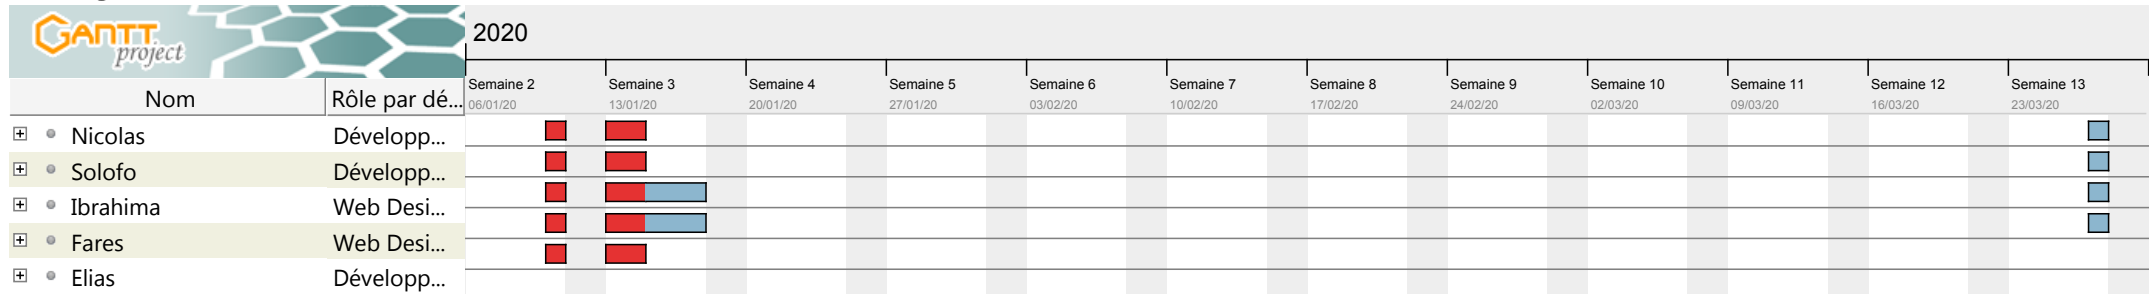 GANTT
project
2020
Semaine 2 Semaine 3 Semaine 4 Semaine 5 Semaine 6 Semaine 7 Semaine 8 Semaine 9 Semaine 10 Semaine 11 Semaine 12 Semaine 13
Nom Rôle par dé... 06/01/20 13/01/20 20/01/20 27/01/20 03/02/20 10/02/20 17/02/20 24/02/20 02/03/20 09/03/20 16/03/20 23/03/20
Nicolas Développ...
Solofo Développ...
Ibrahima Web Desi...
Fares Web Desi...
Elias Développ...